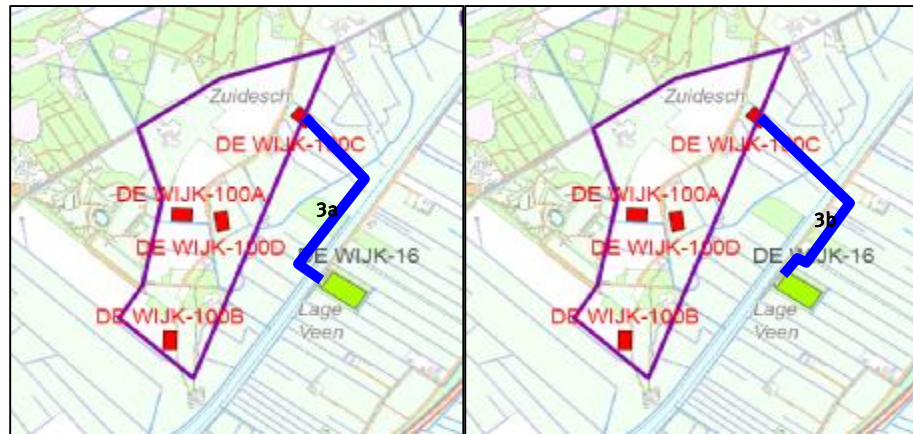 Zuidesch
DE WIJK-100C
DE WIJK-100A
3a
DE WIJK-100D
DE WIJK-16
DE WIJK-100B
Lage
Veen
Zuidesch
DE WIJK-100C
DE WIJK-100A
3b
DE WIJK-100D
DE WIJK-16
DE WIJK-100B
Lage
Veen